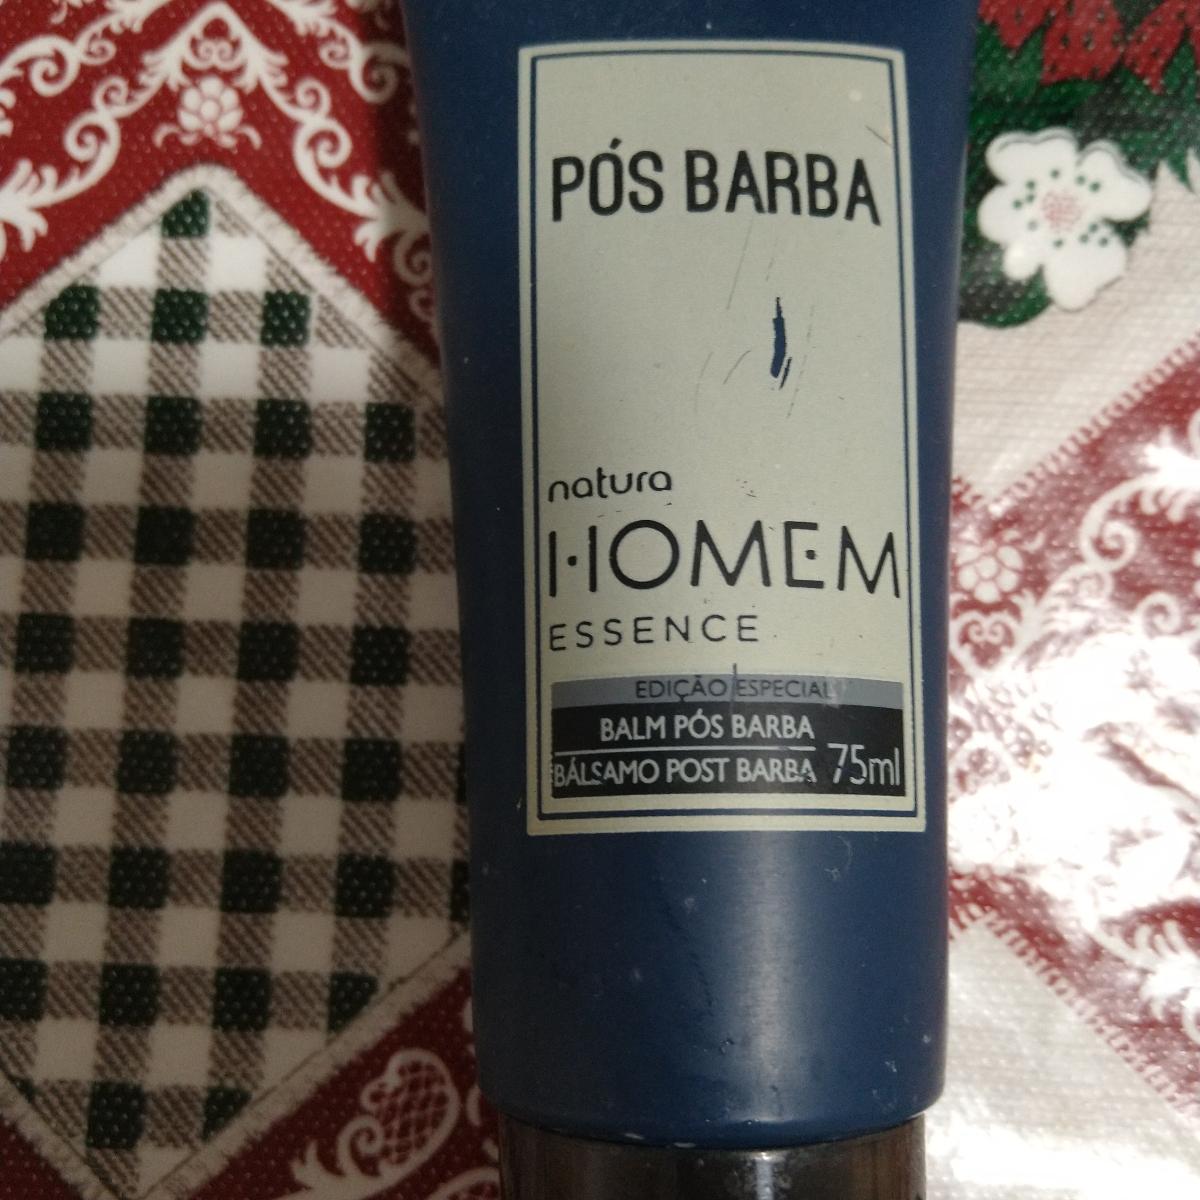 PÓS BARBA
natura
HOMEM
ESSENCE
EDIÇÃO ESPECIAL
BALM PÓS BARBA
BÁLSAMO POST BARBA 75ml